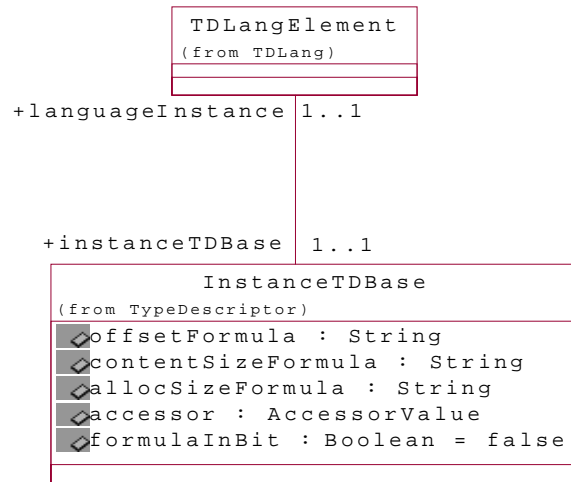 TDLangElement
(from TDLang)
+languageInstance 1..1
+instanceTDBase 1..1
InstanceTDBase
(from TypeDescriptor)
offsetFormula : String
contentSizeFormula : String
allocSizeFormula : String
accessor : AccessorValue
formulaInBit : Boolean = false